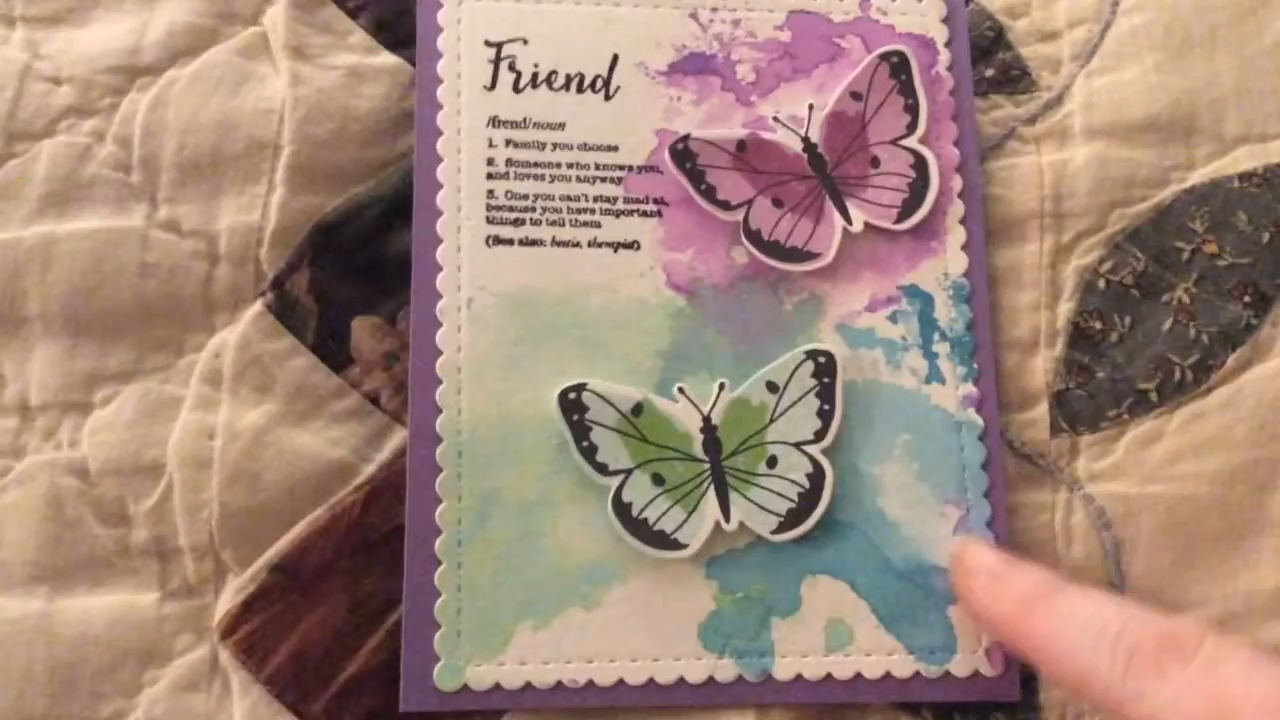 Friend
/frend/noun
1. Family you choose
2. Someone who knows you,
and loves you anyway
3. One you can't stay mad at,
because you have important
things to tell them
(See also: bestie, therapist)